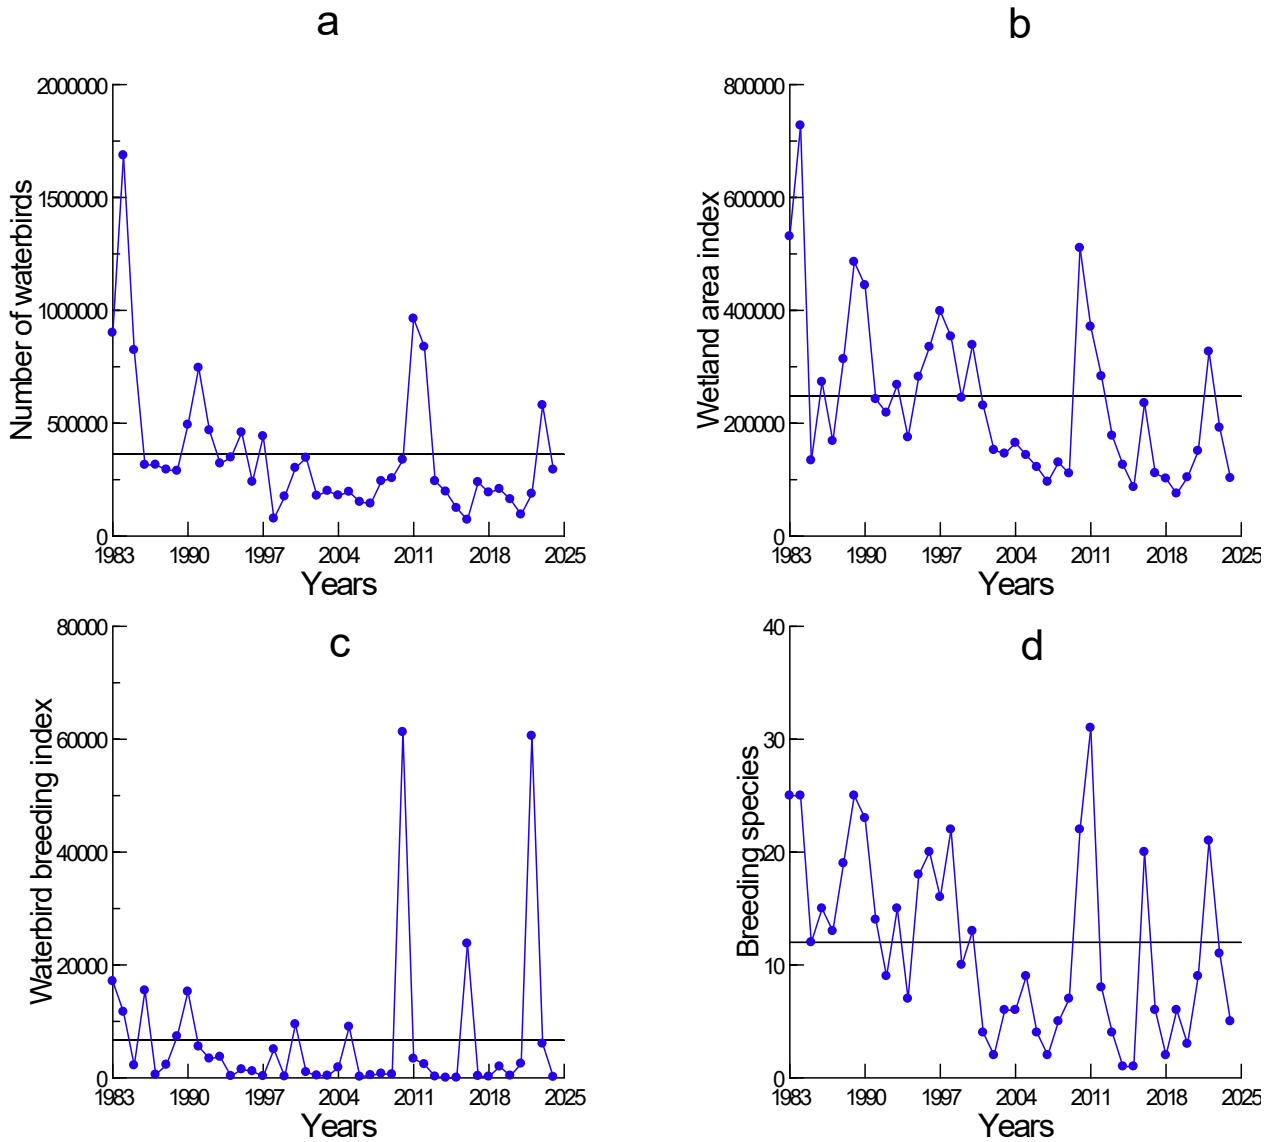 a
Number of waterbirds
2000000
1500000
1000000
500000
0
1983 1990 1997 2004 2011 2018 2025
Years
b
Wetland area index
800000
600000
400000
200000
0
1983 1990 1997 2004 2011 2018 2025
Years
c
Waterbird breeding index
80000
60000
40000
20000
0
1983 1990 1997 2004 2011 2018 2025
Years
d
Breeding species
40
30
20
10
0
1983 1990 1997 2004 2011 2018 2025
Years